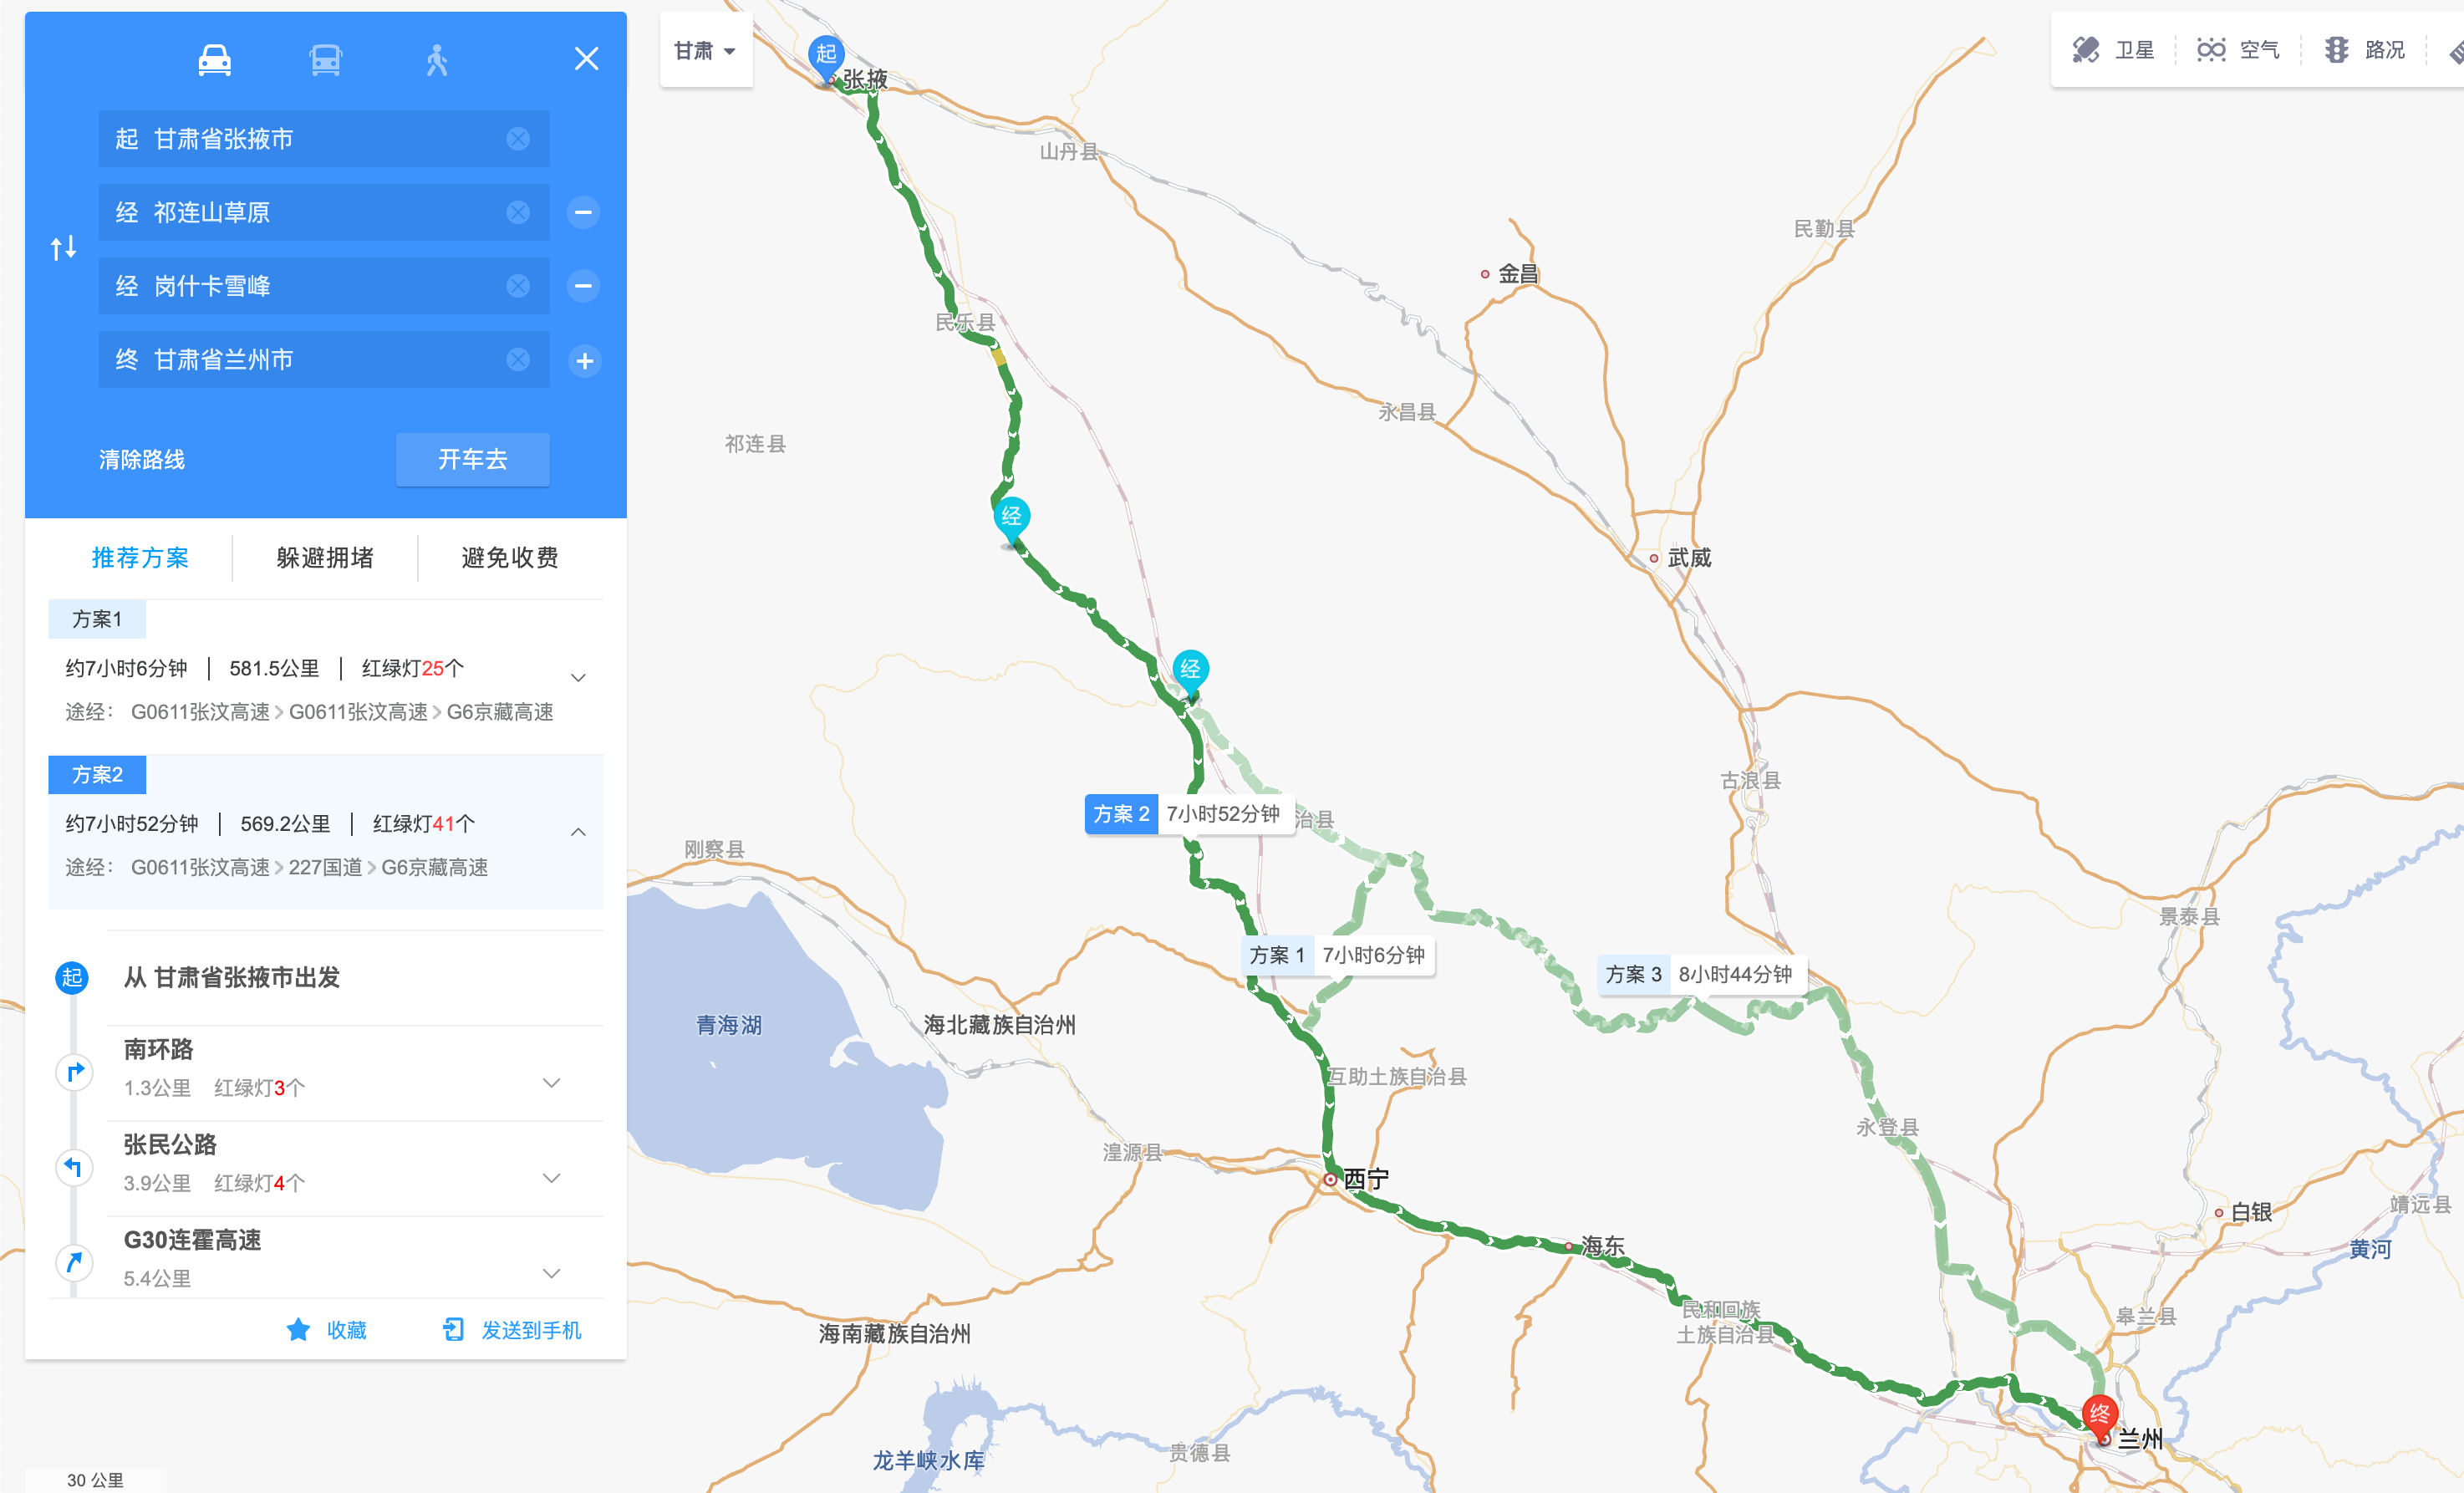 起 甘肃省张掖市
经 祁连山草原
经 岗什卡雪峰
终 甘肃省兰州市
清除路线
开车去
推荐方案
躲避拥堵
避免收费
方案1
约7小时6分钟 | 581.5公里 | 红绿灯25个
途经： G0611张汶高速 > G0611张汶高速 > G6京藏高速
方案2
约7小时52分钟 | 569.2公里 | 红绿灯41个
途经： G0611张汶高速 > 227国道 > G6京藏高速
起 从 甘肃省张掖市出发
南环路
1.3公里 红绿灯3个
张民公路
3.9公里 红绿灯4个
G30连霍高速
5.4公里
收藏
发送到手机
30 公里
甘肃
卫星
空气
路况
起
张掖
山丹县
民勤县
金昌
民乐县
永昌县
祁连县
经
武威
经
古浪县
方案 2 7小时52分钟
治县
刚察县
景泰县
方案 1 7小时6分钟
方案 3 8小时44分钟
青海湖
海北藏族自治州
互助土族自治县
永登县
湟源县
西宁
靖远县
白银
海东
黄河
民和回族
土族自治县
皋兰县
海南藏族自治州
终
兰州
贵德县
龙羊峡水库